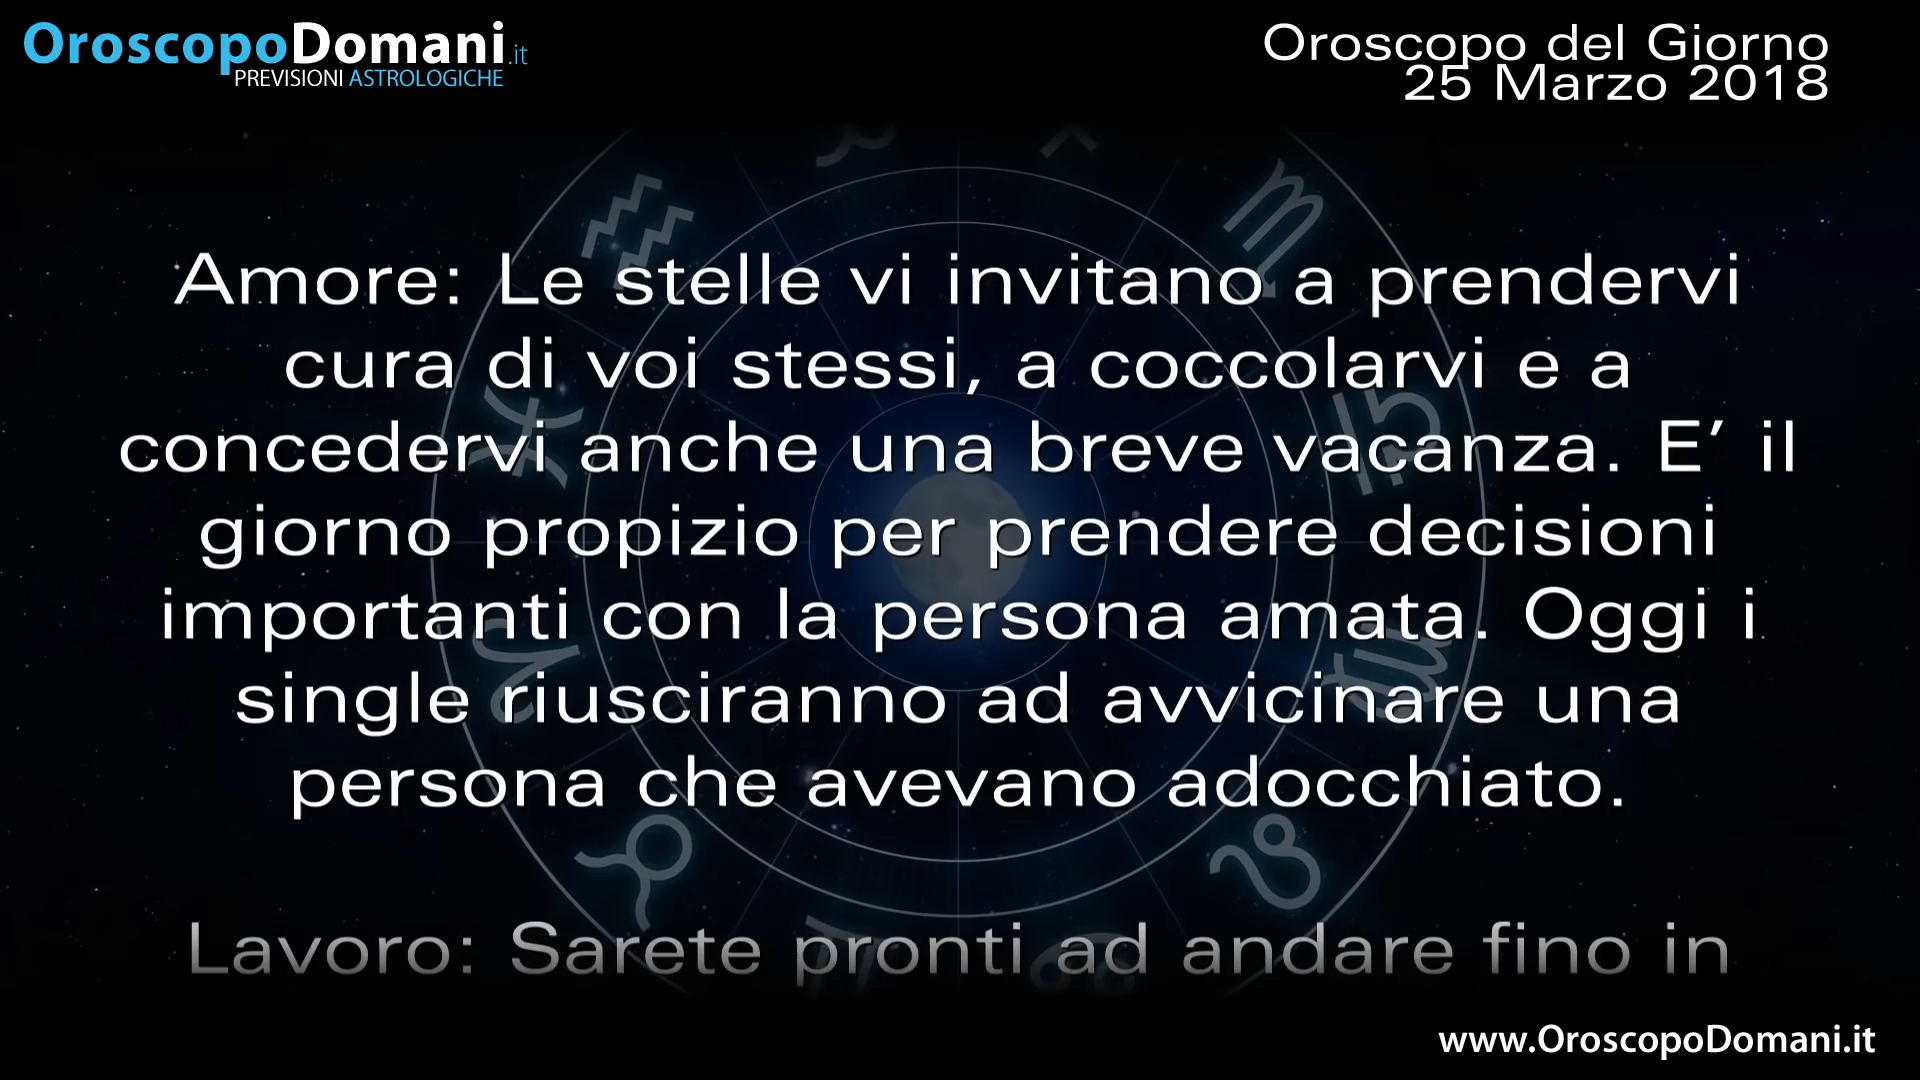 OroscopoDomani.it
PREVISIONI ASTROLOGICHE
Oroscopo del Giorno
25 Marzo 2018
Amore: Le stelle vi invitano a prendervi
cura di voi stessi, a coccolarvi e a
concedervi anche una breve vacanza. E’ il
giorno propizio per prendere decisioni
importanti con la persona amata. Oggi i
single riusciranno ad avvicinare una
persona che avevano adocchiato.
Lavoro: Sarete pronti ad andare fino in
www.OroscopoDomani.it